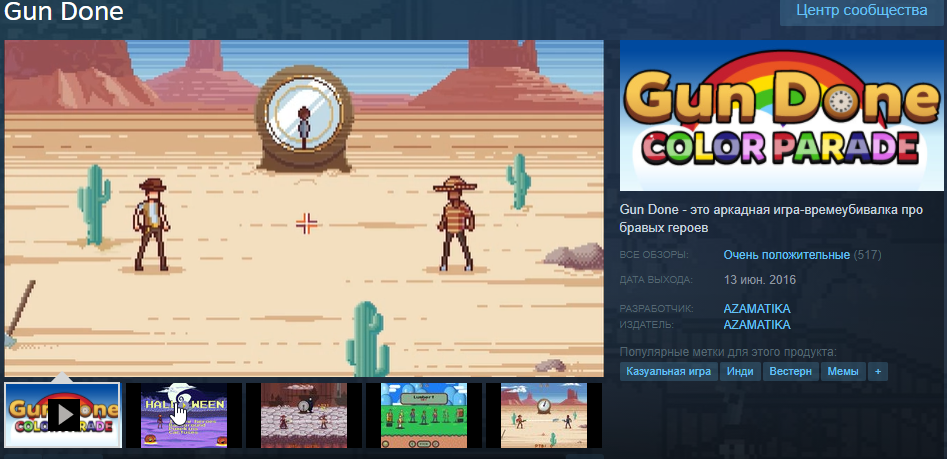 Gun Done
Центр сообщества
Gun Done
COLOR PARADE
Gun Done - это аркадная игра-времеубивалка про
бравых героев
ВСЕ ОБЗОРЫ: Очень положительные (517)
ДАТА ВЫХОДА: 13 июн. 2016
РАЗРАБОТЧИК: AZAMATIKA
ИЗДАТЕЛЬ: AZAMATIKA
Популярные метки для этого продукта:
Казуальная игра Инди Вестерн Мемы +
Gun Done
COLOR PARADE
HALLOWEEN